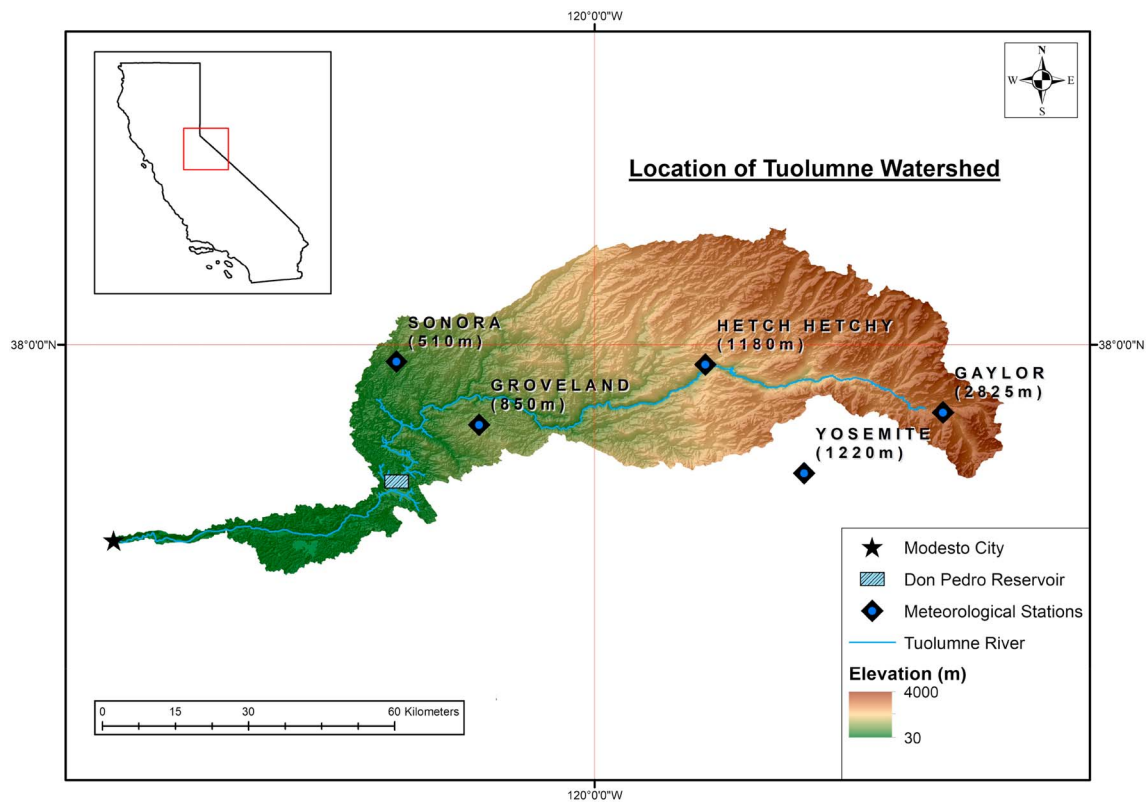 120°0'0"W
N
W E
S
Location of Tuolumne Watershed
SONORA
(510m)
HETCH HETCHY
(1180m)
38°0'0"N
38°0'0"N
GROVELAND
(850m)
GAYLOR
(2825m)
YOSEMITE
(1220m)
Modesto City
Don Pedro Reservoir
Meteorological Stations
Tuolumne River
Elevation (m)
4000
30
0 15 30 60 Kilometers
120°0'0"W